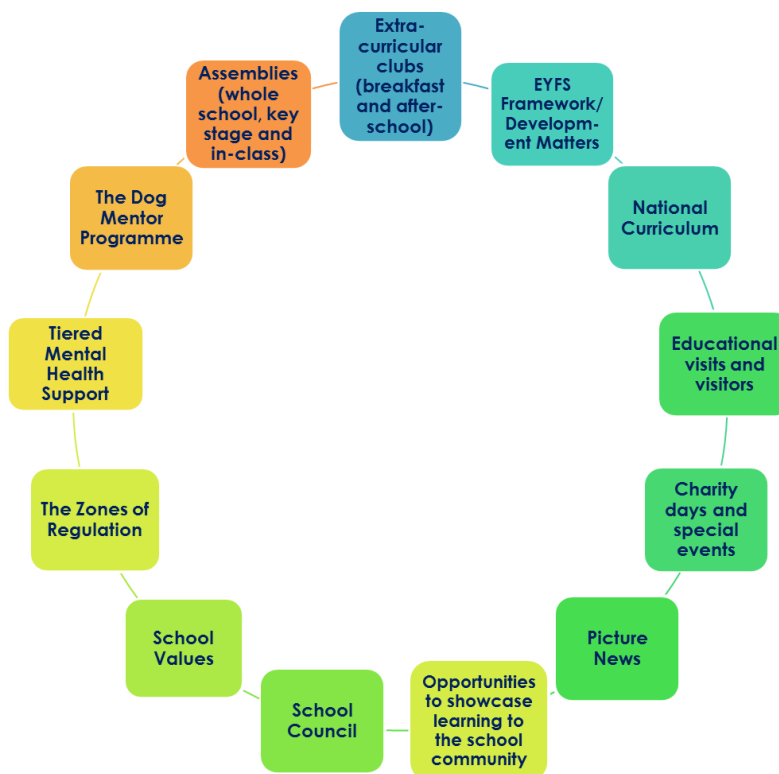 Extra-
curricular
clubs
(breakfast
and after-
school)
EYFS
Framework/
Develop­ment
Matters
National
Curriculum
Educational
visits and
visitors
Charity
days and
special
events
Picture
News
Opportunities
to showcase
learning to
the school
community
School
Council
School
Values
The Zones of
Regulation
Tiered
Mental
Health
Support
The Dog
Mentor
Programme
Assemblies
(whole
school, key
stage and
in-class)